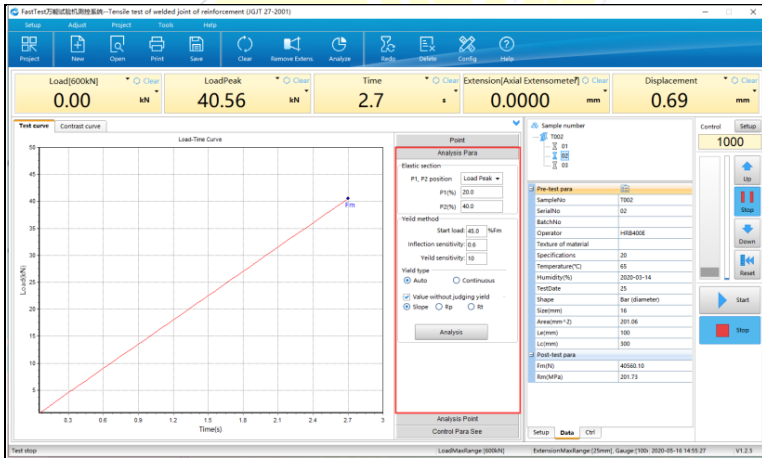 FastTest万能试验机测控系统--Tensile test of welded joint of reinforcement (JGJT 27-2001)
Setup Adjust Project Tools Help
Project New Open Print Save Clear Remove Extens Analyze Redo Delete Config Help
Load[600kN] Clear LoadPeak Clear Time Clear Extension[Axial Extensometer] Clear Displacement Clear
0.00 kN 40.56 kN 2.7 s 0.0000 mm 0.69 mm
Test curve Contrast curve
Load-Time Curve
50
45
40
35
30
25
20
15
10
5
Load(kN)
Fm
0.3 0.6 0.9 1.2 1.5 1.8 2.1 2.4 2.7 3
Time(s)
Point
Analysis Para
Elastic section
P1, P2 position Load Peak
P1(%) 20.0
P2(%) 40.0
Yeild method
Start load: 45.0 %Fm
Inflection sensitivity: 0.6
Yeild sensitivity: 10
Yield type
Auto Continuous
Value without judging yield
Slope Rp Rt
Analysis
Analysis Point
Control Para See
Sample number
T002
01
02
03
Pre-test para
SampleNo T002
SerialNo 02
BatchNo
Operator HRB400E
Texture of material
Specifications 20
Temperature(℃) 65
Humidity(%) 2020-03-14
TestDate 25
Shape Bar (diameter)
Size(mm) 16
Area(mm^2) 201.06
Le(mm) 100
Lc(mm) 300
Post-test para
Fm(N) 40560.10
Rm(MPa) 201.73
Setup Data Ctrl
Control Setup
1000
Up
Stop
Down
Reset
Start
Stop
Test stop LoadMaxRange:[600kN] ExtensionMaxRange:[25mm], Gauge:[100( 2020-05-16 14:55:27 V1.2.3